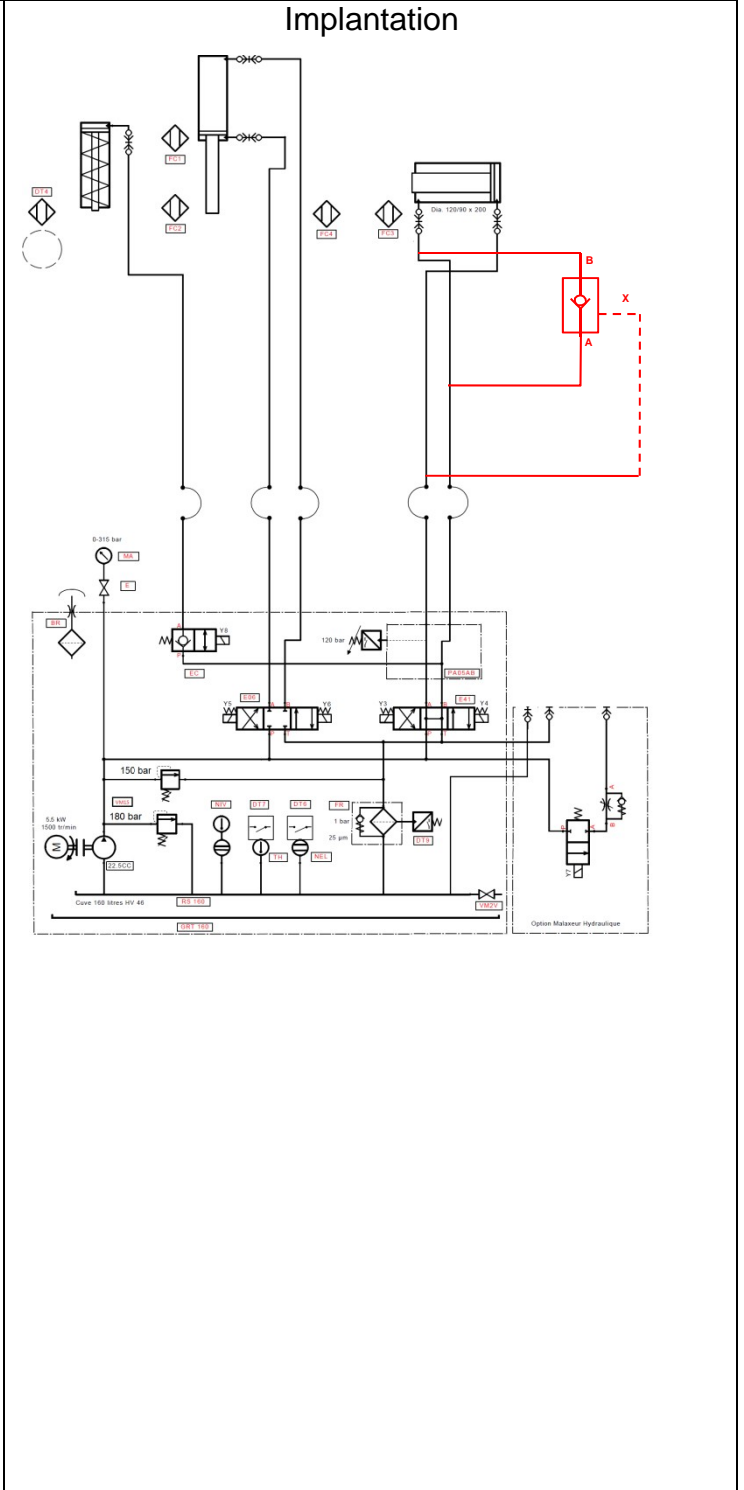 Implantation
FC1
DT4
FC2
FC4
FC3
Dia. 120/90 x 200
B
X
A
0-315 bar
MA
E
BR
A
Y8
P
EC
120 bar
PA05AB
E06
Y5
A
B
Y6
P
T
E41
Y3
A
B
Y4
P
T
150 bar
VM05
180 bar
5,5 kW
1500 tr/min
M
22.5CC
NIV
DT7
DT6
TH
NEL
FR
1 bar
25 µm
DT9
A
B
P
A
Y7
Cuve 160 litres HV 46
RS 160
VM2V
GRT 160
Option Malaxeur Hydraulique